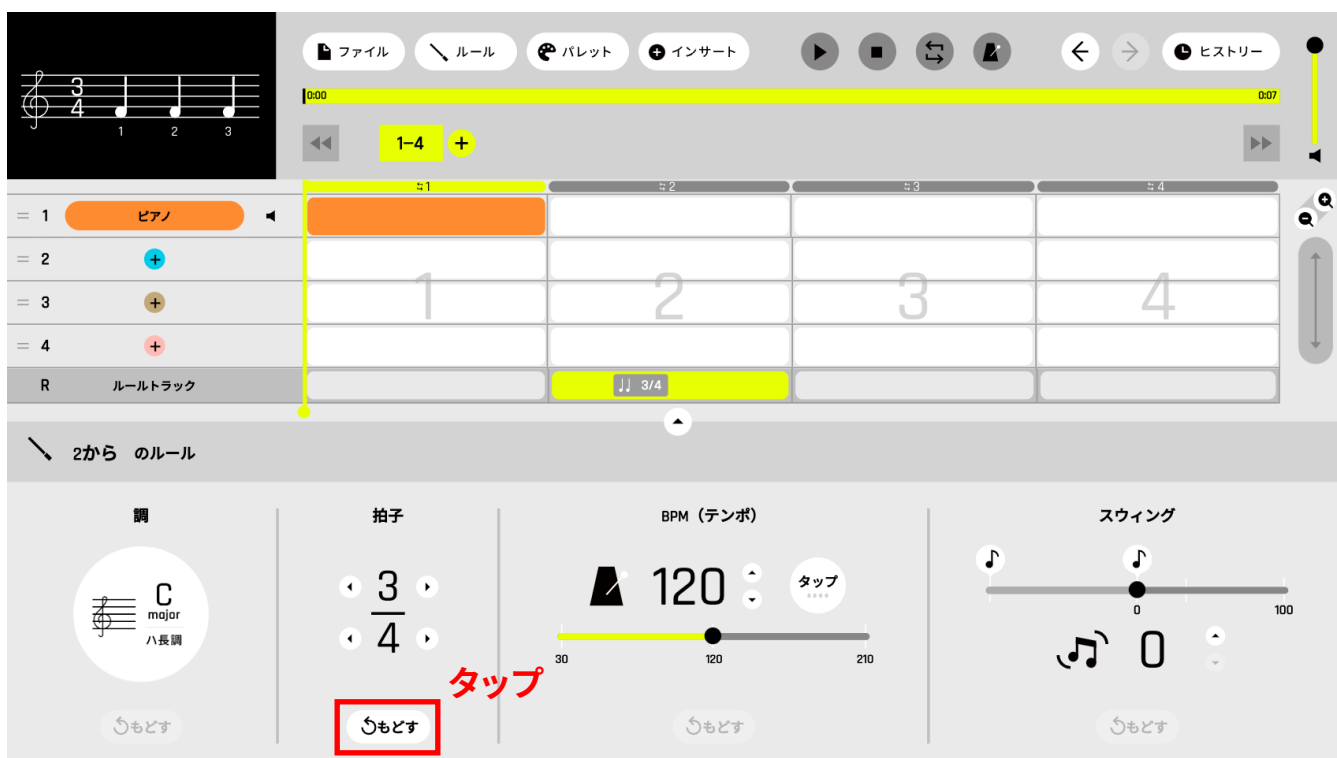 ファイル
ルール
パレット
インサート
ヒストリー
3
4
1 2 3
0:00
0:07
1-4
1
2
3
4
1 ピアノ
2
3
4
1
2
3
4
R ルールトラック
3/4
2から のルール
調
拍子
BPM（テンポ）
スウィング
C
major
ハ長調
3
4
120
タップ
30
120
210
0
100
0
タップ
もどす
もどす
もどす
もどす